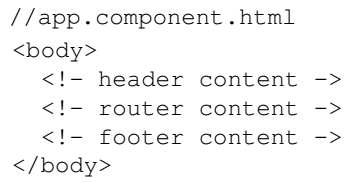 //app.component.html
<body>
<!– header content –>
<!– router content –>
<!– footer content –>
</body>